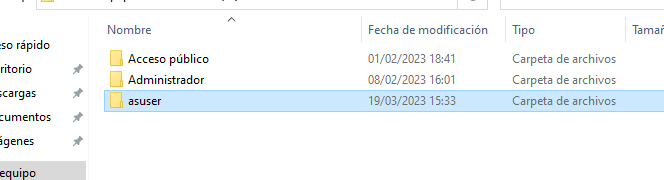 Nombre Fecha de modificación Tipo Tamañ
eso rápido
Acceso público 01/02/2023 18:41 Carpeta de archivos
ritorio
Administrador 08/02/2023 16:01 Carpeta de archivos
scargas
asuser 19/03/2023 15:33 Carpeta de archivos
ocumentos
ágenes
equipo